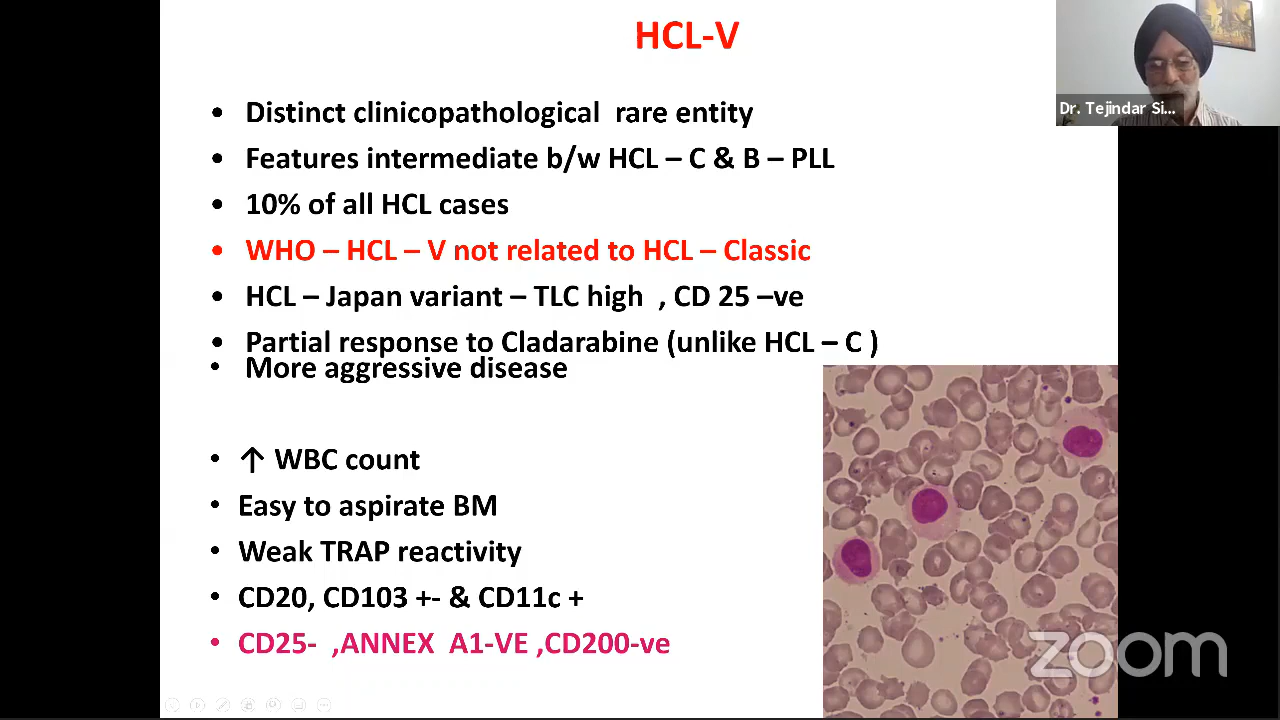 HCL-V
Dr. Tejindar Si...
• Distinct clinicopathological rare entity
• Features intermediate b/w HCL – C & B – PLL
• 10% of all HCL cases
• WHO – HCL – V not related to HCL – Classic
• HCL – Japan variant – TLC high , CD 25 –ve
• Partial response to Cladarabine (unlike HCL – C )
• More aggressive disease
• ↑ WBC count
• Easy to aspirate BM
• Weak TRAP reactivity
• CD20, CD103 +- & CD11c +
• CD25- ,ANNEX A1-VE ,CD200-ve
zoom